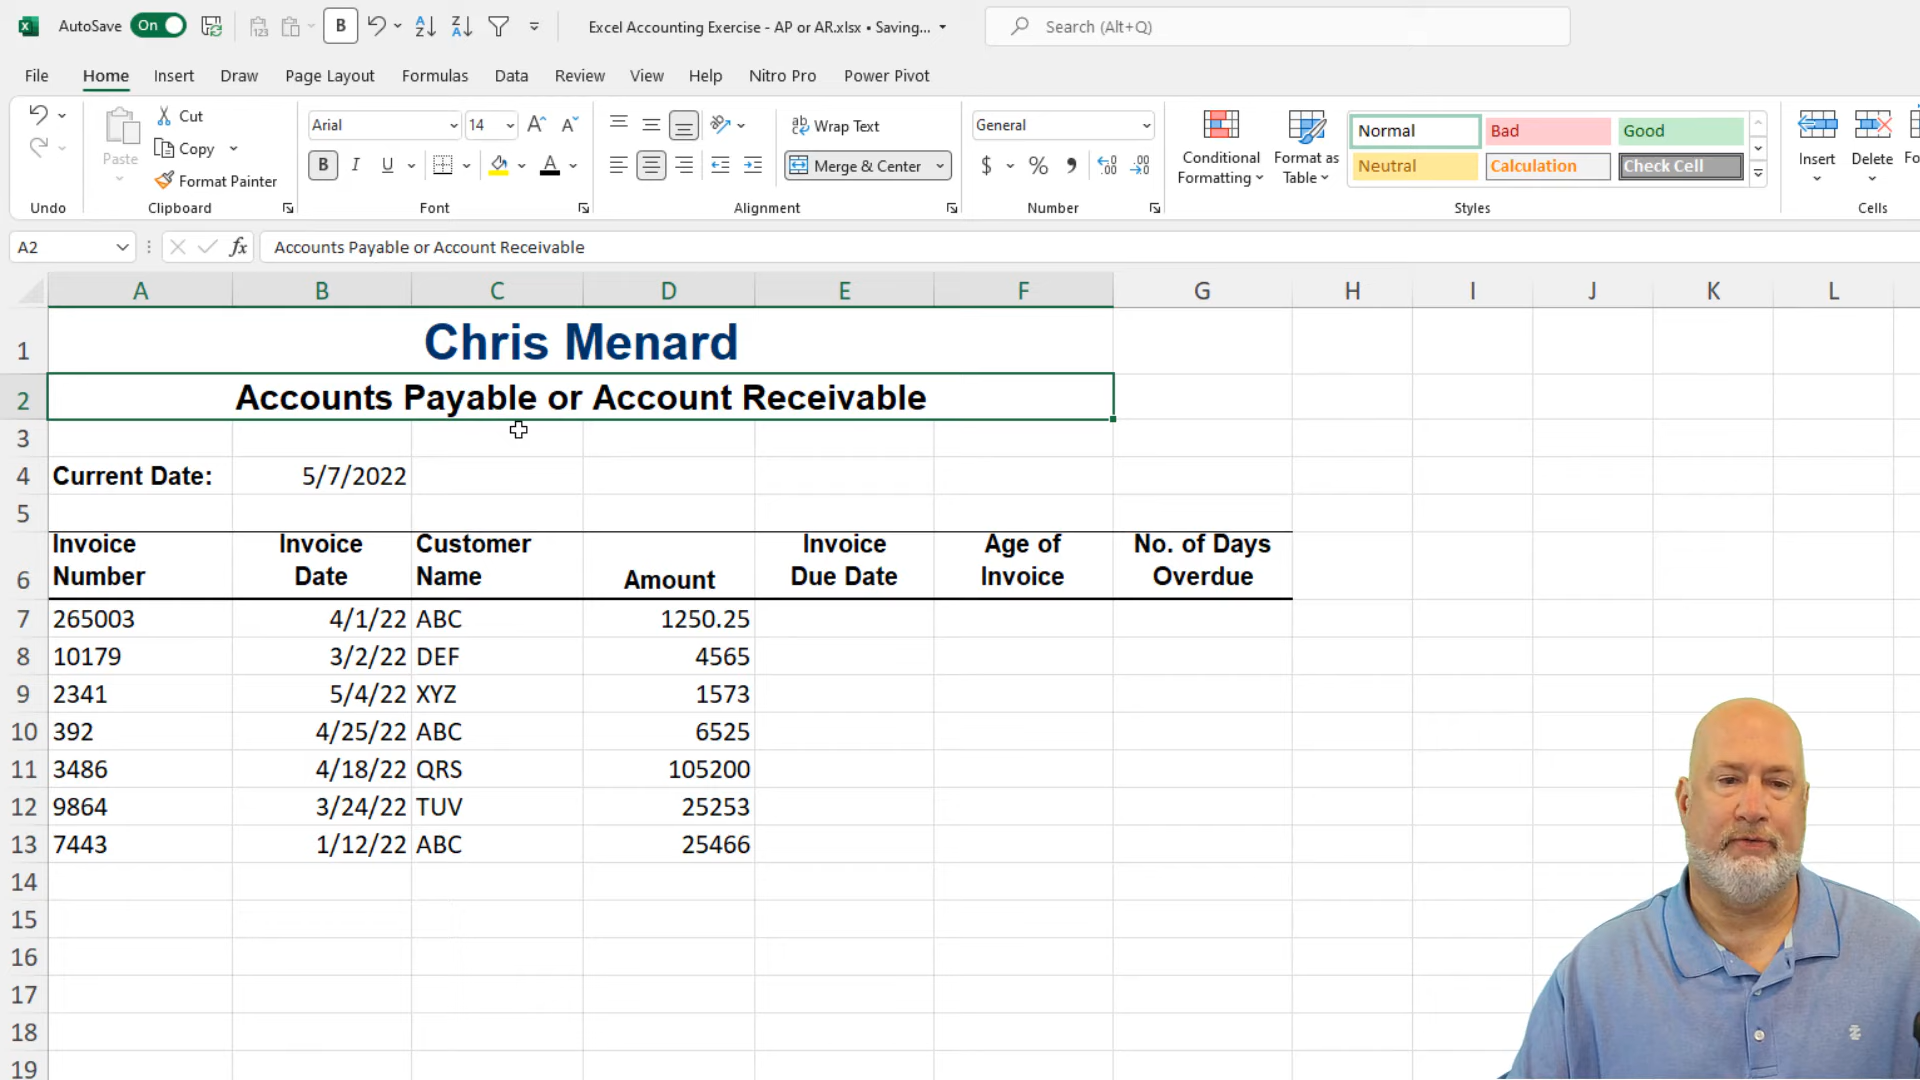 AutoSave On B Excel Accounting Exercise - AP or AR.xlsx • Saving... Search (Alt+Q)
File Home Insert Draw Page Layout Formulas Data Review View Help Nitro Pro Power Pivot
Paste Cut Copy Format Painter
Arial 14 B I U A
Wrap Text Merge & Center
General $ %
Conditional Formatting Format as Table
Normal Bad Good
Neutral Calculation Check Cell
Insert Delete Fo
Undo Clipboard Font Alignment Number Styles Cells
A2 fx Accounts Payable or Account Receivable
A B C D E F G H I J K L
1 Chris Menard
2 Accounts Payable or Account Receivable
3
4 Current Date: 5/7/2022
5
Invoice Invoice Customer Invoice Age of No. of Days
6 Number Date Name Amount Due Date Invoice Overdue
7 265003 4/1/22 ABC 1250.25
8 10179 3/2/22 DEF 4565
9 2341 5/4/22 XYZ 1573
10 392 4/25/22 ABC 6525
11 3486 4/18/22 QRS 105200
12 9864 3/24/22 TUV 25253
13 7443 1/12/22 ABC 25466
14
15
16
17
18
19